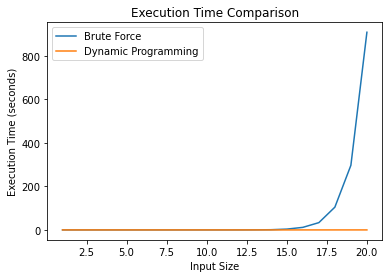 Execution Time Comparison
Brute Force
Dynamic Programming
Execution Time (seconds)
800
600
400
200
0
2.5 5.0 7.5 10.0 12.5 15.0 17.5 20.0
Input Size